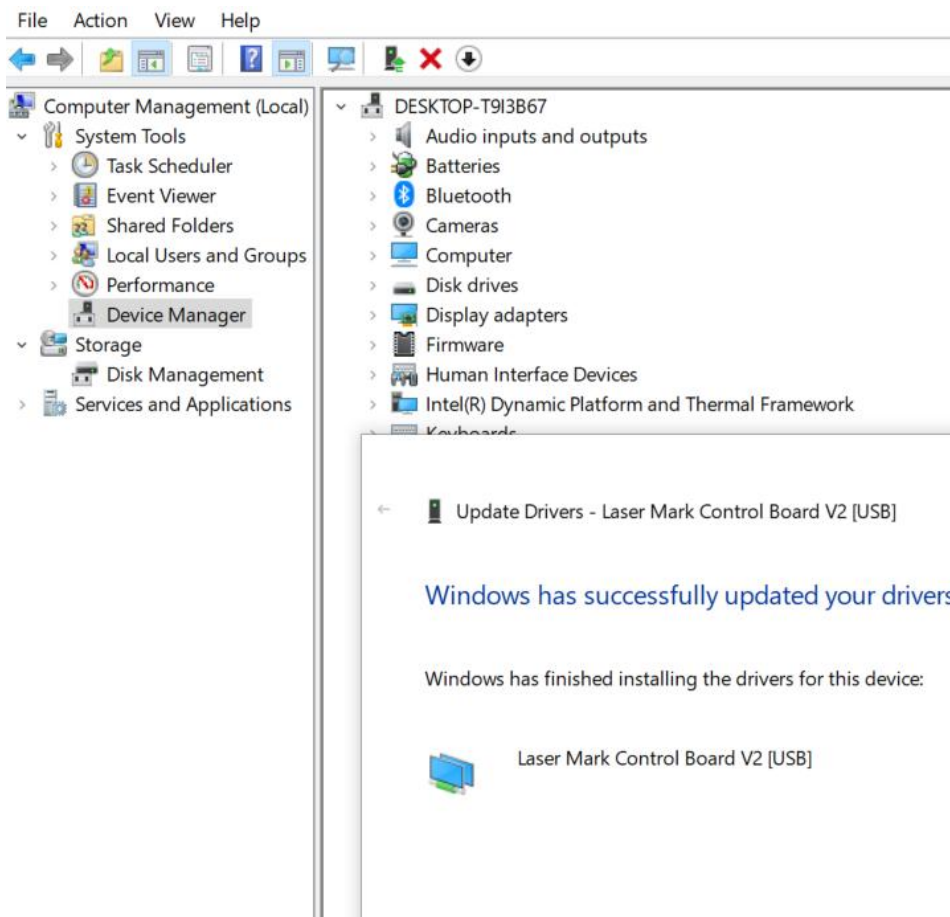 File Action View Help
Computer Management (Local)
System Tools
Task Scheduler
Event Viewer
Shared Folders
Local Users and Groups
Performance
Device Manager
Storage
Disk Management
Services and Applications
DESKTOP-T9I3B67
Audio inputs and outputs
Batteries
Bluetooth
Cameras
Computer
Disk drives
Display adapters
Firmware
Human Interface Devices
Intel(R) Dynamic Platform and Thermal Framework
Keyboards
Update Drivers - Laser Mark Control Board V2 [USB]
Windows has successfully updated your drivers
Windows has finished installing the drivers for this device:
Laser Mark Control Board V2 [USB]